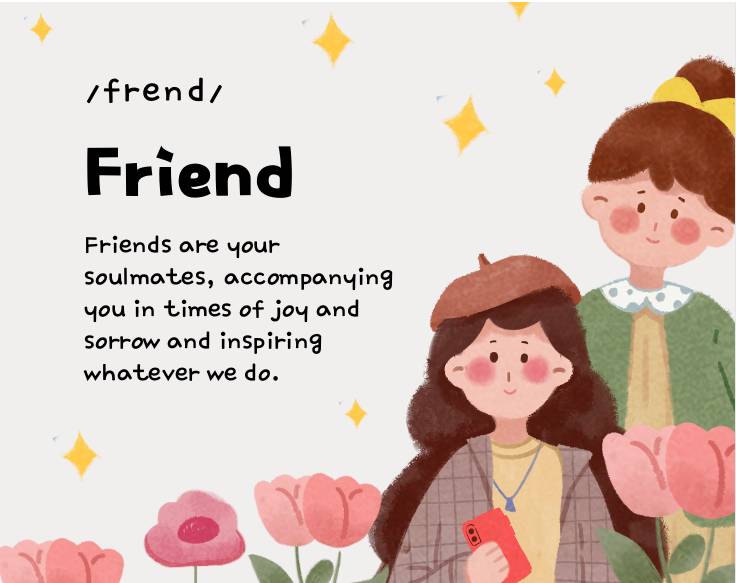 /frend/
Friend
Friends are your
soulmates, accompanying
you in times of joy and
sorrow and inspiring
whatever we do.